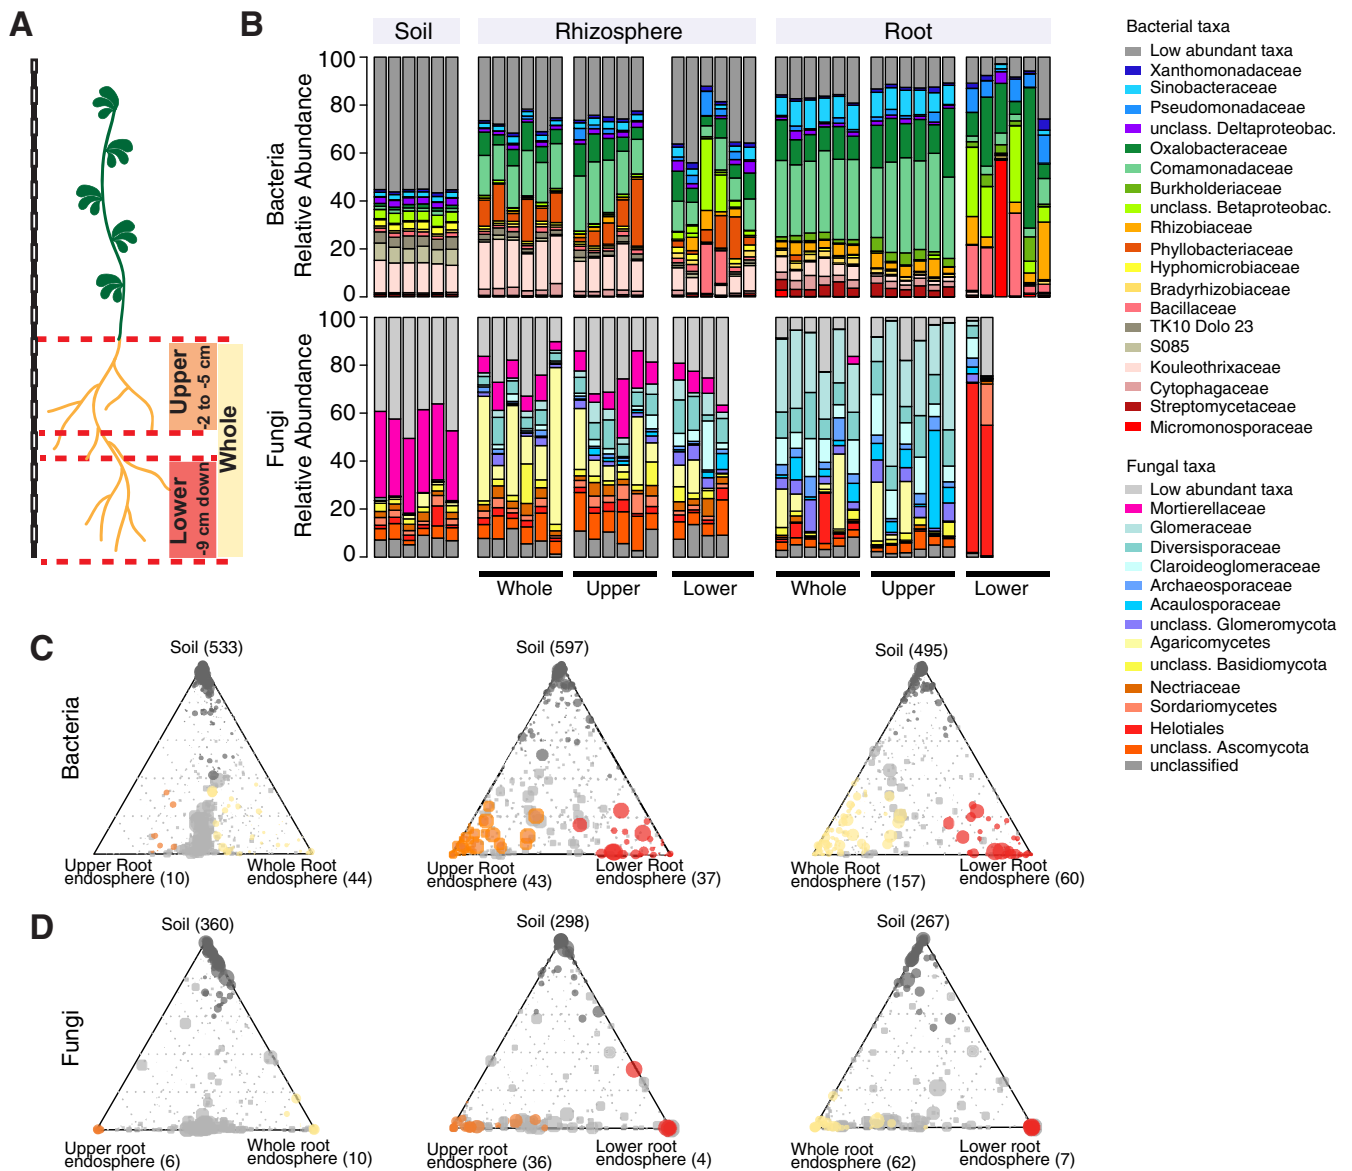 A
B
Soil
Rhizosphere
Root
Bacteria
Relative Abundance
100
80
60
40
20
0
Fungi
Relative Abundance
100
80
60
40
20
0
Whole
Upper
Lower
Whole
Upper
Lower
Upper
-2 to -5 cm
Lower
-9 cm down
Whole
Bacterial taxa
Low abundant taxa
Xanthomonadaceae
Sinobacteraceae
Pseudomonadaceae
unclass. Deltaproteobac.
Oxalobacteraceae
Comamonadaceae
Burkholderiaceae
unclass. Betaproteobac.
Rhizobiaceae
Phyllobacteriaceae
Hyphomicrobiaceae
Bradyrhizobiaceae
Bacillaceae
TK10 Dolo 23
S085
Kouleothrixaceae
Cytophagaceae
Streptomycetaceae
Micromonosporaceae
Fungal taxa
Low abundant taxa
Mortierellaceae
Glomeraceae
Diversisporaceae
Claroideoglomeraceae
Archaeosporaceae
Acaulosporaceae
unclass. Glomeromycota
Agaricomycetes
unclass. Basidiomycota
Nectriaceae
Sordariomycetes
Helotiales
unclass. Ascomycota
unclassified
C
Bacteria
Soil (533)
Upper Root
endosphere (10)
Whole Root
endosphere (44)
Soil (597)
Upper Root
endosphere (43)
Lower Root
endosphere (37)
Soil (495)
Whole Root
endosphere (157)
Lower Root
endosphere (60)
D
Fungi
Soil (360)
Upper root
endosphere (6)
Whole root
endosphere (10)
Soil (298)
Upper root
endosphere (36)
Lower root
endosphere (4)
Soil (267)
Whole root
endosphere (62)
Lower root
endosphere (7)